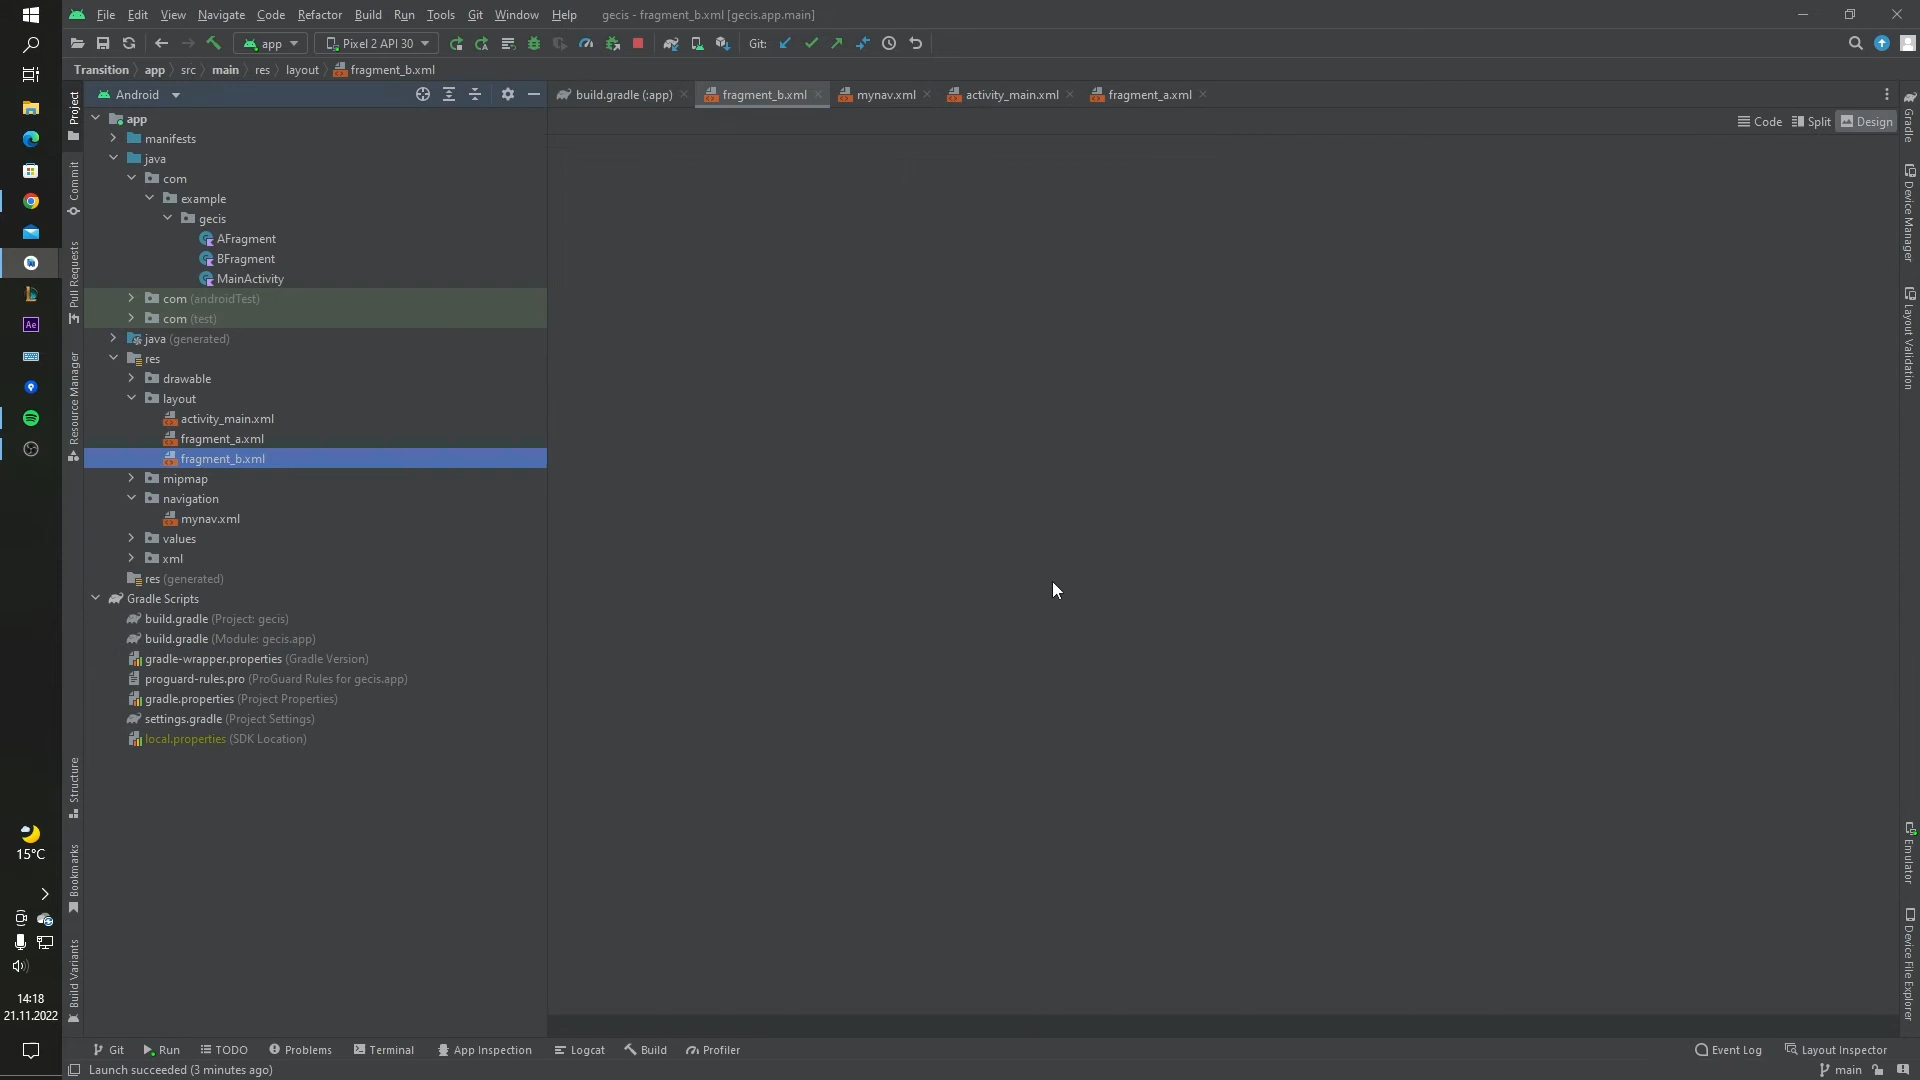 File Edit View Navigate Code Refactor Build Run Tools Git Window Help gecis - fragment_b.xml [gecis.app.main]
app Pixel 2 API 30 Git:
Transition app src main res layout fragment_b.xml
Android
build.gradle (:app) fragment_b.xml mynav.xml activity_main.xml fragment_a.xml
Code Split Design
app
manifests
java
com
example
gecis
AFragment
BFragment
MainActivity
com (androidTest)
com (test)
java (generated)
res
drawable
layout
activity_main.xml
fragment_a.xml
fragment_b.xml
mipmap
navigation
mynav.xml
values
xml
res (generated)
Gradle Scripts
build.gradle (Project: gecis)
build.gradle (Module: gecis.app)
gradle-wrapper.properties (Gradle Version)
proguard-rules.pro (ProGuard Rules for gecis.app)
gradle.properties (Project Properties)
settings.gradle (Project Settings)
local.properties (SDK Location)
Project
Commit
Pull Requests
Resource Manager
Structure
Bookmarks
Build Variants
Gradle
Device Manager
Layout Validation
Emulator
Device File Explorer
Ae
15°C
14:18
21.11.2022
Git Run TODO Problems Terminal App Inspection Logcat Build Profiler Event Log Layout Inspector
Launch succeeded (3 minutes ago) main